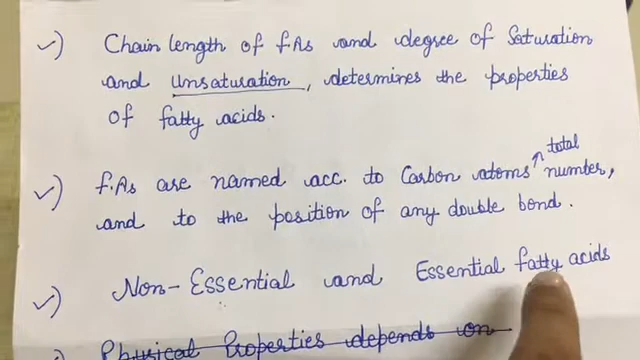 Chain length of f.As and degree of Saturation
and Unsaturation, determines the properties
of fatty acids.
total
f.As are named acc. to Carbon atoms number,
and to the position of any double bond.
Non-Essential and Essential fatty acids
Physical Properties depends on